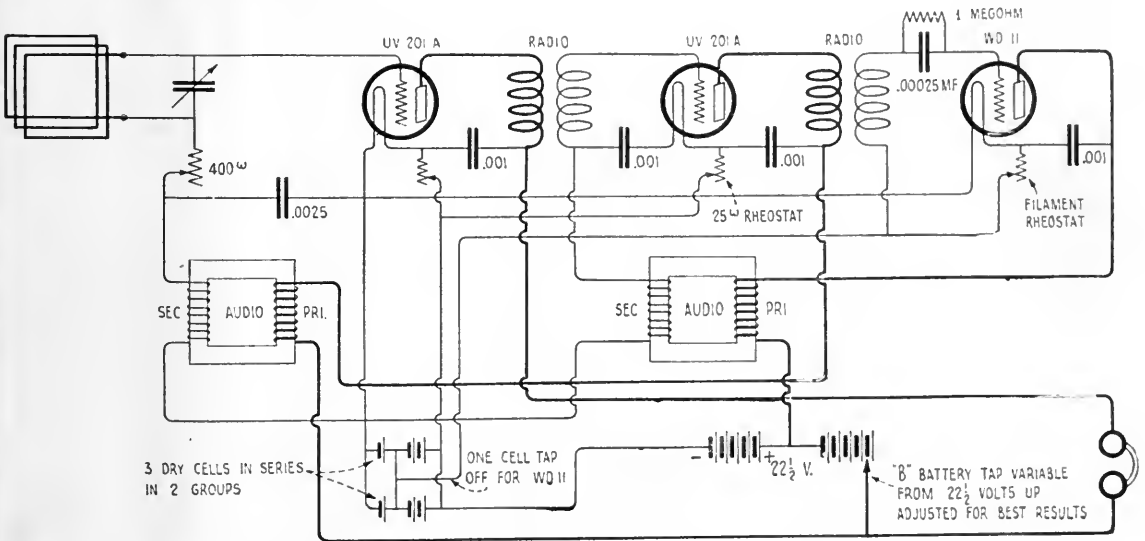 1 MEGOHM
UV 201 A
RADIO
UV 201A
RADIO
WD 11
.00025 MF
.001
.001
.001
.001
400 ω
.0025
25 ω RHEOSTAT
FILAMENT
RHEOSTAT
SEC
AUDIO
PRI.
SEC
AUDIO
PRI
3 DRY CELLS IN SERIES
IN 2 GROUPS
ONE CELL TAP
OFF FOR WD 11
-
+
22½ V.
"B" BATTERY TAP VARIABLE
FROM 22½ VOLTS UP
ADJUSTED FOR BEST RESULTS